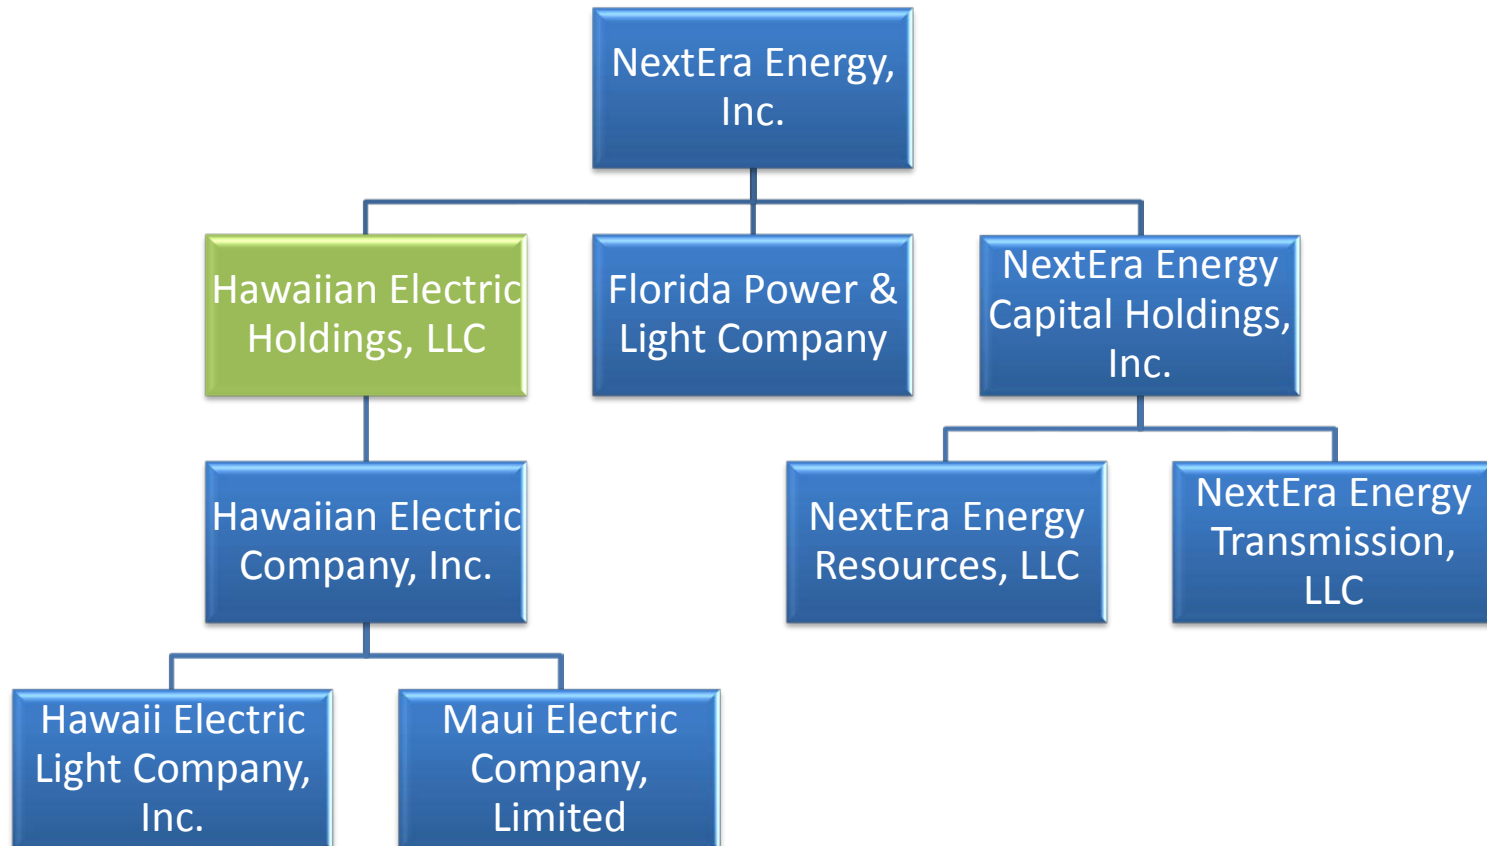 NextEra Energy,
Inc.
Hawaiian Electric
Holdings, LLC
Florida Power &
Light Company
NextEra Energy
Capital Holdings,
Inc.
Hawaiian Electric
Company, Inc.
NextEra Energy
Resources, LLC
NextEra Energy
Transmission,
LLC
Hawaii Electric
Light Company,
Inc.
Maui Electric
Company,
Limited